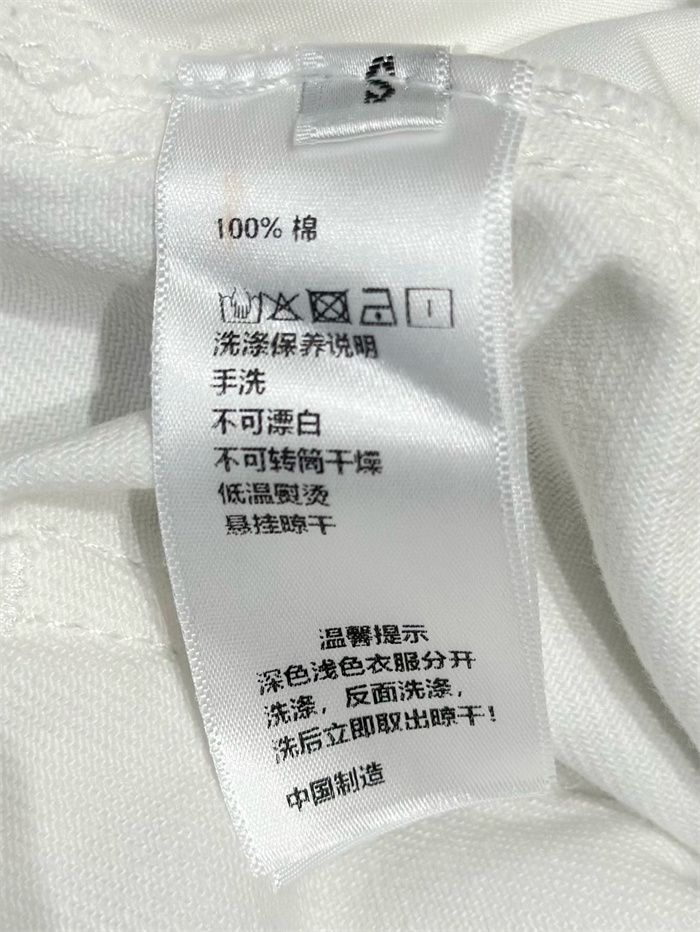 S
100% 棉
洗涤保养说明
手洗
不可漂白
不可转筒干燥
低温熨烫
悬挂晾干
温馨提示
深色浅色衣服分开
洗涤，反面洗涤，
洗后立即取出晾干！
中国制造